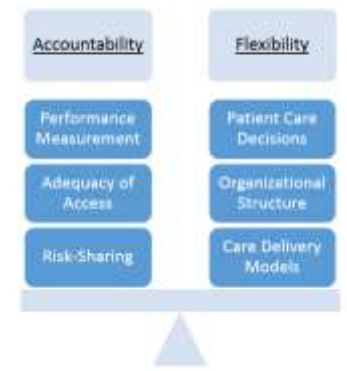 Accountability
Flexibility
Performance
Measurement
Patient Care
Decisions
Adequacy of
Access
Organizational
Structure
Risk-Sharing
Care Delivery
Models